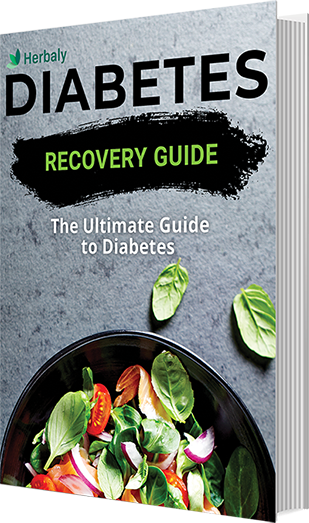 Herbaly
DIABETES
RECOVERY GUIDE
The Ultimate Guide
to Diabetes